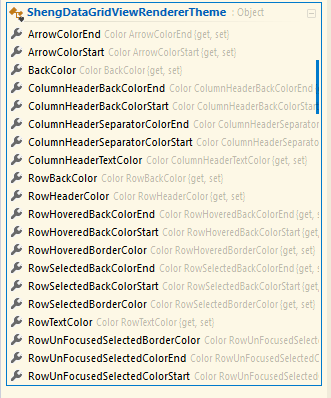 ShengDataGridViewRendererTheme : Object
ArrowColorEnd Color ArrowColorEnd {get, set}
ArrowColorStart Color ArrowColorStart {get, set}
BackColor Color BackColor {get, set}
ColumnHeaderBackColorEnd Color ColumnHeaderBackColorEnd {
ColumnHeaderBackColorStart Color ColumnHeaderBackColorStart
ColumnHeaderSeparatorColorEnd Color ColumnHeaderSeparator
ColumnHeaderSeparatorColorStart Color ColumnHeaderSeparato
ColumnHeaderTextColor Color ColumnHeaderTextColor {get, set}
RowBackColor Color RowBackColor {get, set}
RowHeaderColor Color RowHeaderColor {get, set}
RowHoveredBackColorEnd Color RowHoveredBackColorEnd {get,
RowHoveredBackColorStart Color RowHoveredBackColorStart {ge
RowHoveredBorderColor Color RowHoveredBorderColor {get, set}
RowSelectedBackColorEnd Color RowSelectedBackColorEnd {get,
RowSelectedBackColorStart Color RowSelectedBackColorStart {ge
RowSelectedBorderColor Color RowSelectedBorderColor {get, set}
RowTextColor Color RowTextColor {get, set}
RowUnFocusedSelectedBorderColor Color RowUnFocusedSelect
RowUnFocusedSelectedColorEnd Color RowUnFocusedSelectedC
RowUnFocusedSelectedColorStart Color RowUnFocusedSelected